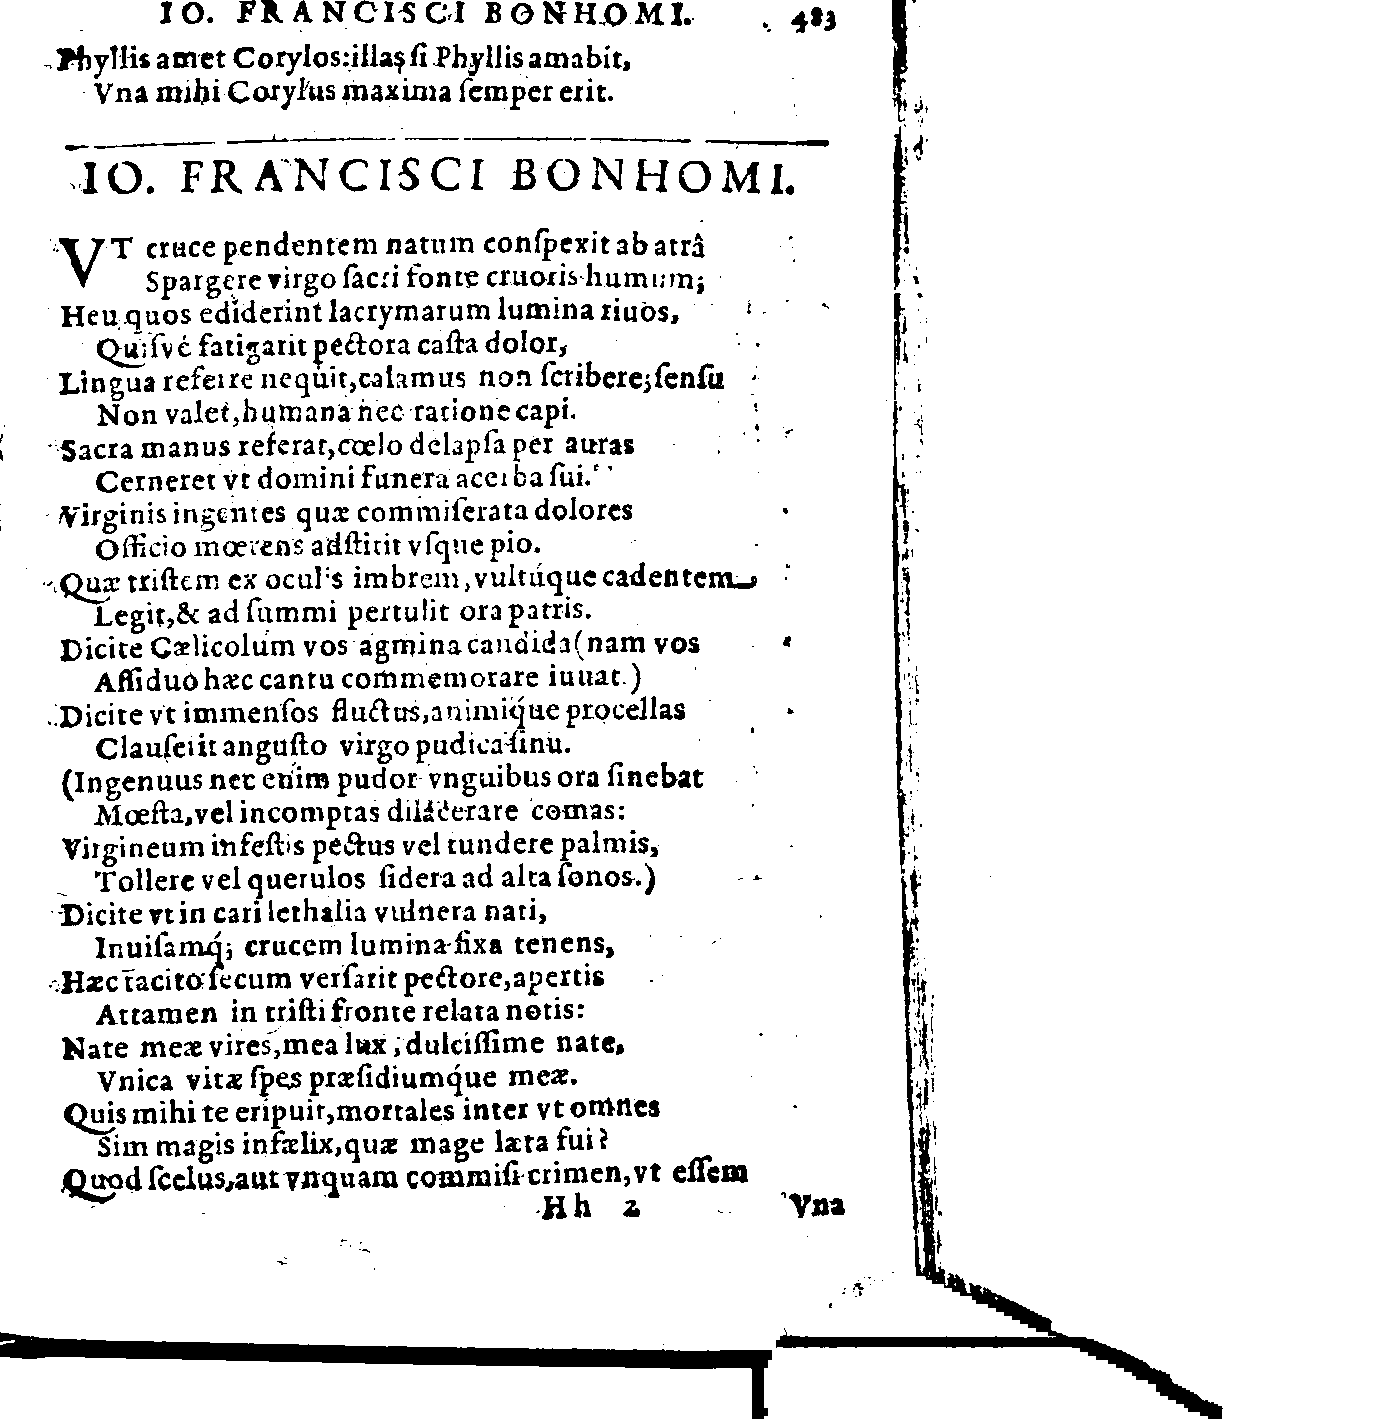 IO. FRANCISCI BONHOMI. 483
Phyllis amet Corylos: illas ſi Phyllis amabit,
Vna mihi Corylus maxima ſemper erit.
IO. FRANCISCI BONHOMI.
VT cruce pendentem natum conſpexit ab atrâ
Spargere virgo ſacri fonte cruoris humum;
Heu quos ediderint lacrymarum lumina riuos,
Quiſvé fatigarit pectora caſta dolor,
Lingua referre nequit, calamus non ſcribere; ſenſu
Non valet, humana nec ratione capi.
Sacra manus referat, cœlo delapſa per auras
Cerneret vt domini funera acerba ſui.
Virginis ingentes quæ commiſerata dolores
Officio mœrens adſtitit vſque pio.
Quæ triſtem ex oculis imbrem, vultúque cadentem
Legit, & ad ſummi pertulit ora patris.
Dicite Cælicolûm vos agmina candida (nam vos
Aſſiduo hæc cantu commemorare iuuat.)
Dicite vt immenſos fluctus, animiq́ue procellas
Clauſerit anguſto virgo pudica ſinu.
(Ingenuus nec enim pudor vnguibus ora ſinebat
Mœſta, vel incomptas dilacerare comas:
Virgineum infeſtis pectus vel tundere palmis,
Tollere vel querulos ſidera ad alta ſonos.)
Dicite vt in cari lethalia vulnera nati,
Inuiſamq́; crucem lumina fixa tenens,
Hæc tacito ſecum verſarit pectore, apertis
Attamen in triſti fronte relata notis:
Nate meæ vires, mea lux, dulciſſime nate,
Vnica vitæ ſpes præſidiumq́ue meæ.
Quis mihi te eripuit, mortales inter vt omnes
Sim magis infælix, quæ mage læta fui?
Quod ſcelus, aut vnquam commiſi crimen, vt eſſem
Hh 2 Vna